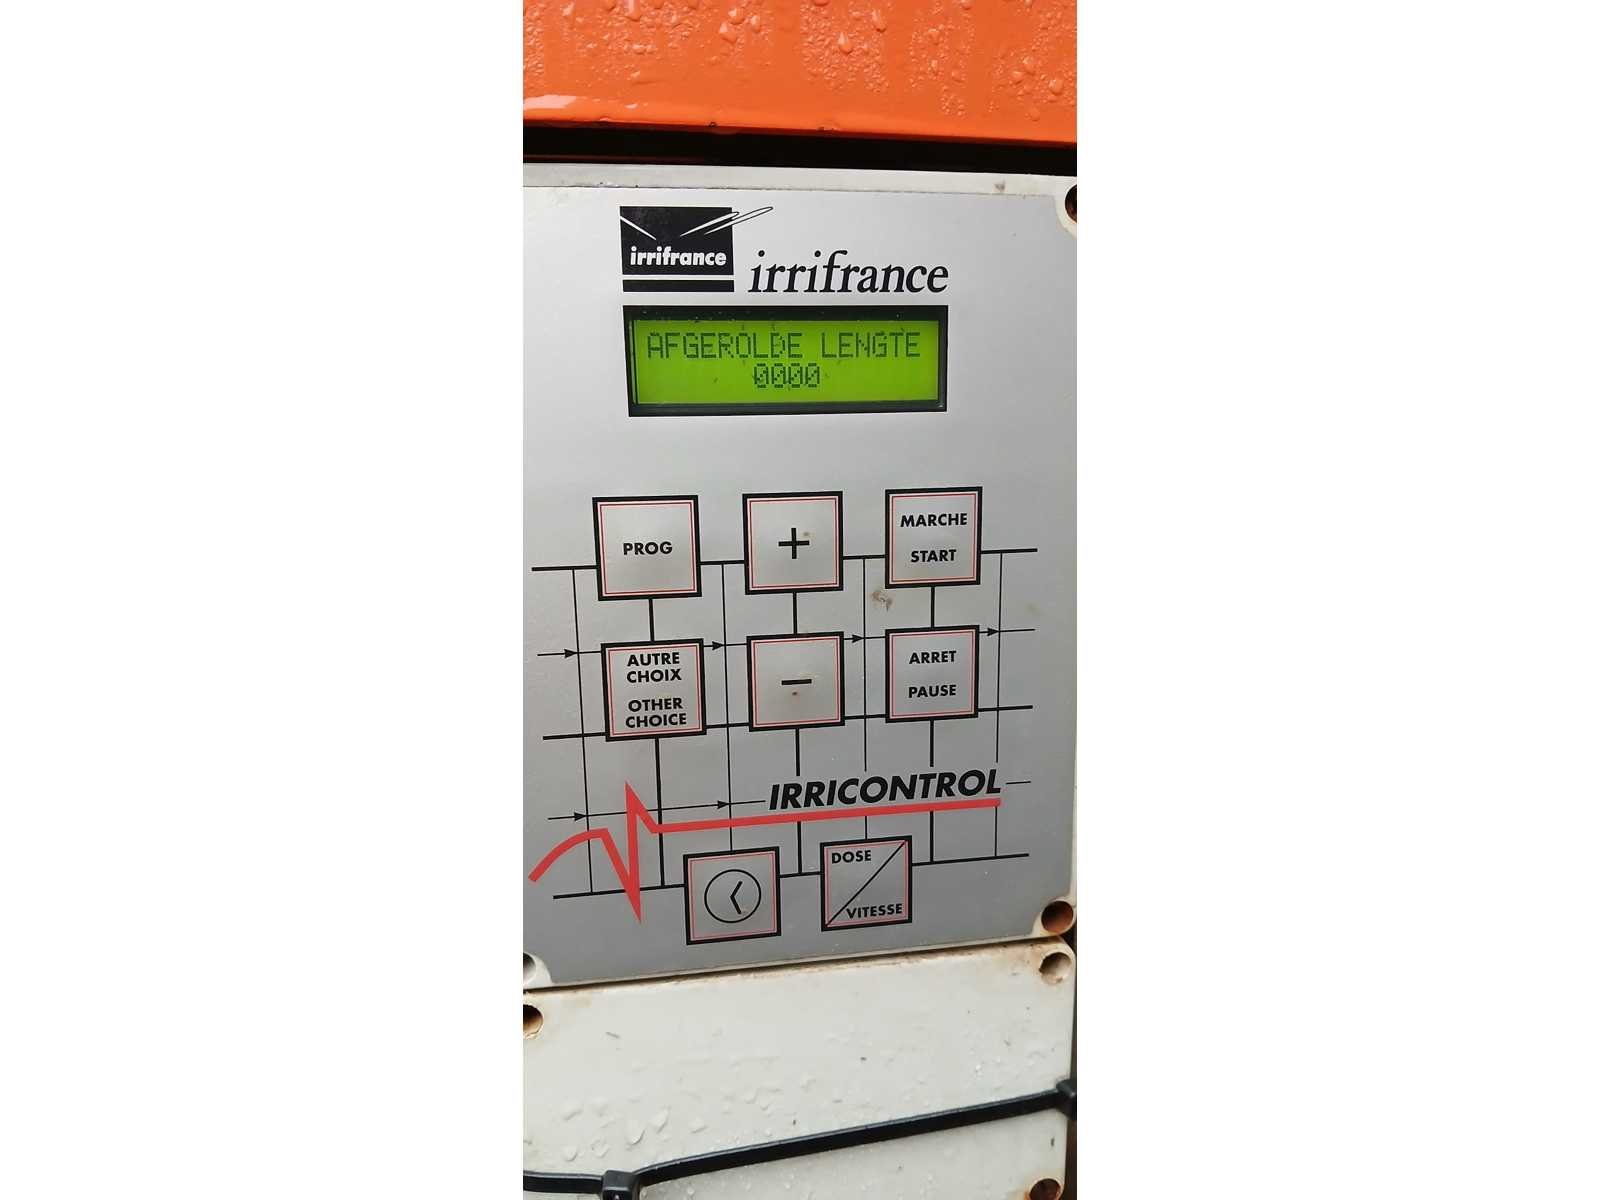 irrifrance
irrifrance
AFGEROLDE LENGTE
0000
PROG
+
MARCHE
START
AUTRE
CHOIX
OTHER
CHOICE
−
ARRET
PAUSE
IRRICONTROL
DOSE
VITESSE